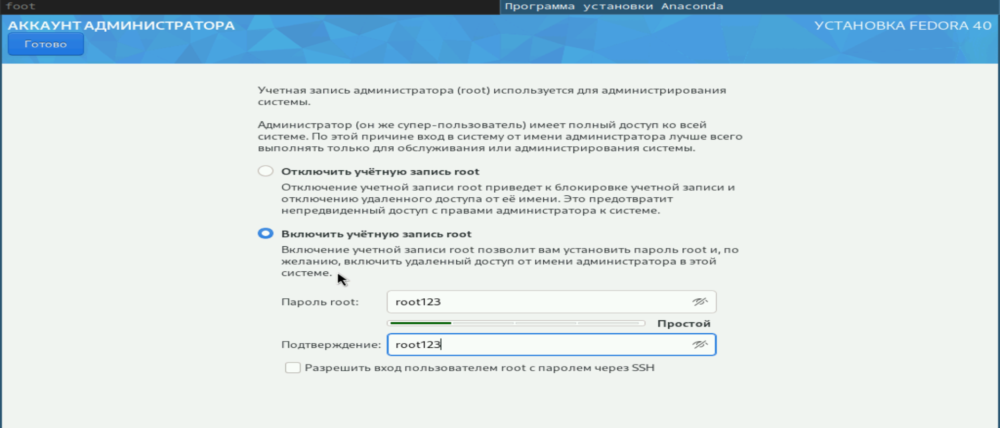 foot
Программа установки Anaconda
АККАУНТ АДМИНИСТРАТОРА
УСТАНОВКА FEDORA 40
Готово
Учетная запись администратора (root) используется для администрирования
системы.
Администратор (он же супер-пользователь) имеет полный доступ ко всей
системе. По этой причине вход в систему от имени администратора лучше всего
выполнять только для обслуживания или администрирования системы.
Отключить учётную запись root
Отключение учетной записи root приведет к блокировке учетной записи и
отключению удаленного доступа от её имени. Это предотвратит
непредвиденный доступ с правами администратора к системе.
Включить учётную запись root
Включение учетной записи root позволит вам установить пароль root и, по
желанию, включить удаленный доступ от имени администратора в этой
системе.
Пароль root:
root123
Простой
Подтверждение:
root123
Разрешить вход пользователем root с паролем через SSH